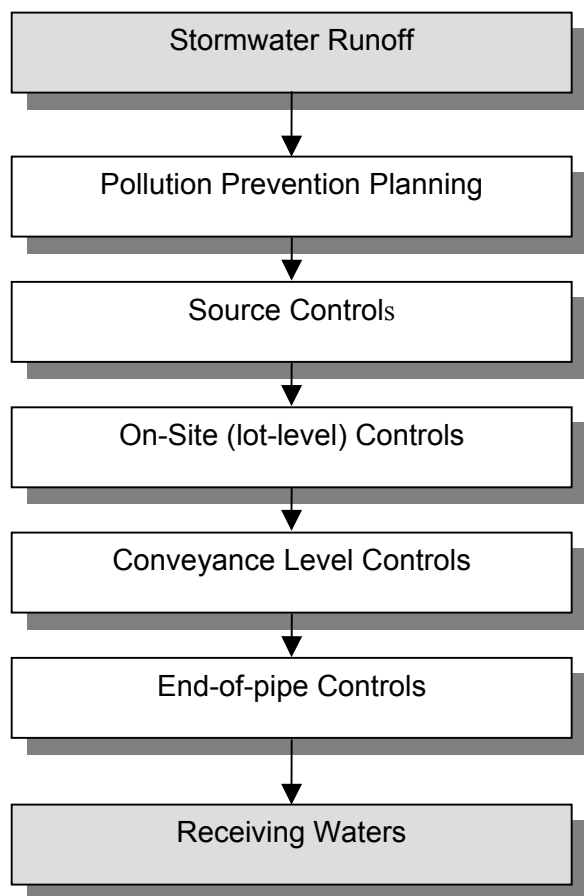 Stormwater Runoff
Pollution Prevention Planning
Source Controls
On-Site (lot-level) Controls
Conveyance Level Controls
End-of-pipe Controls
Receiving Waters